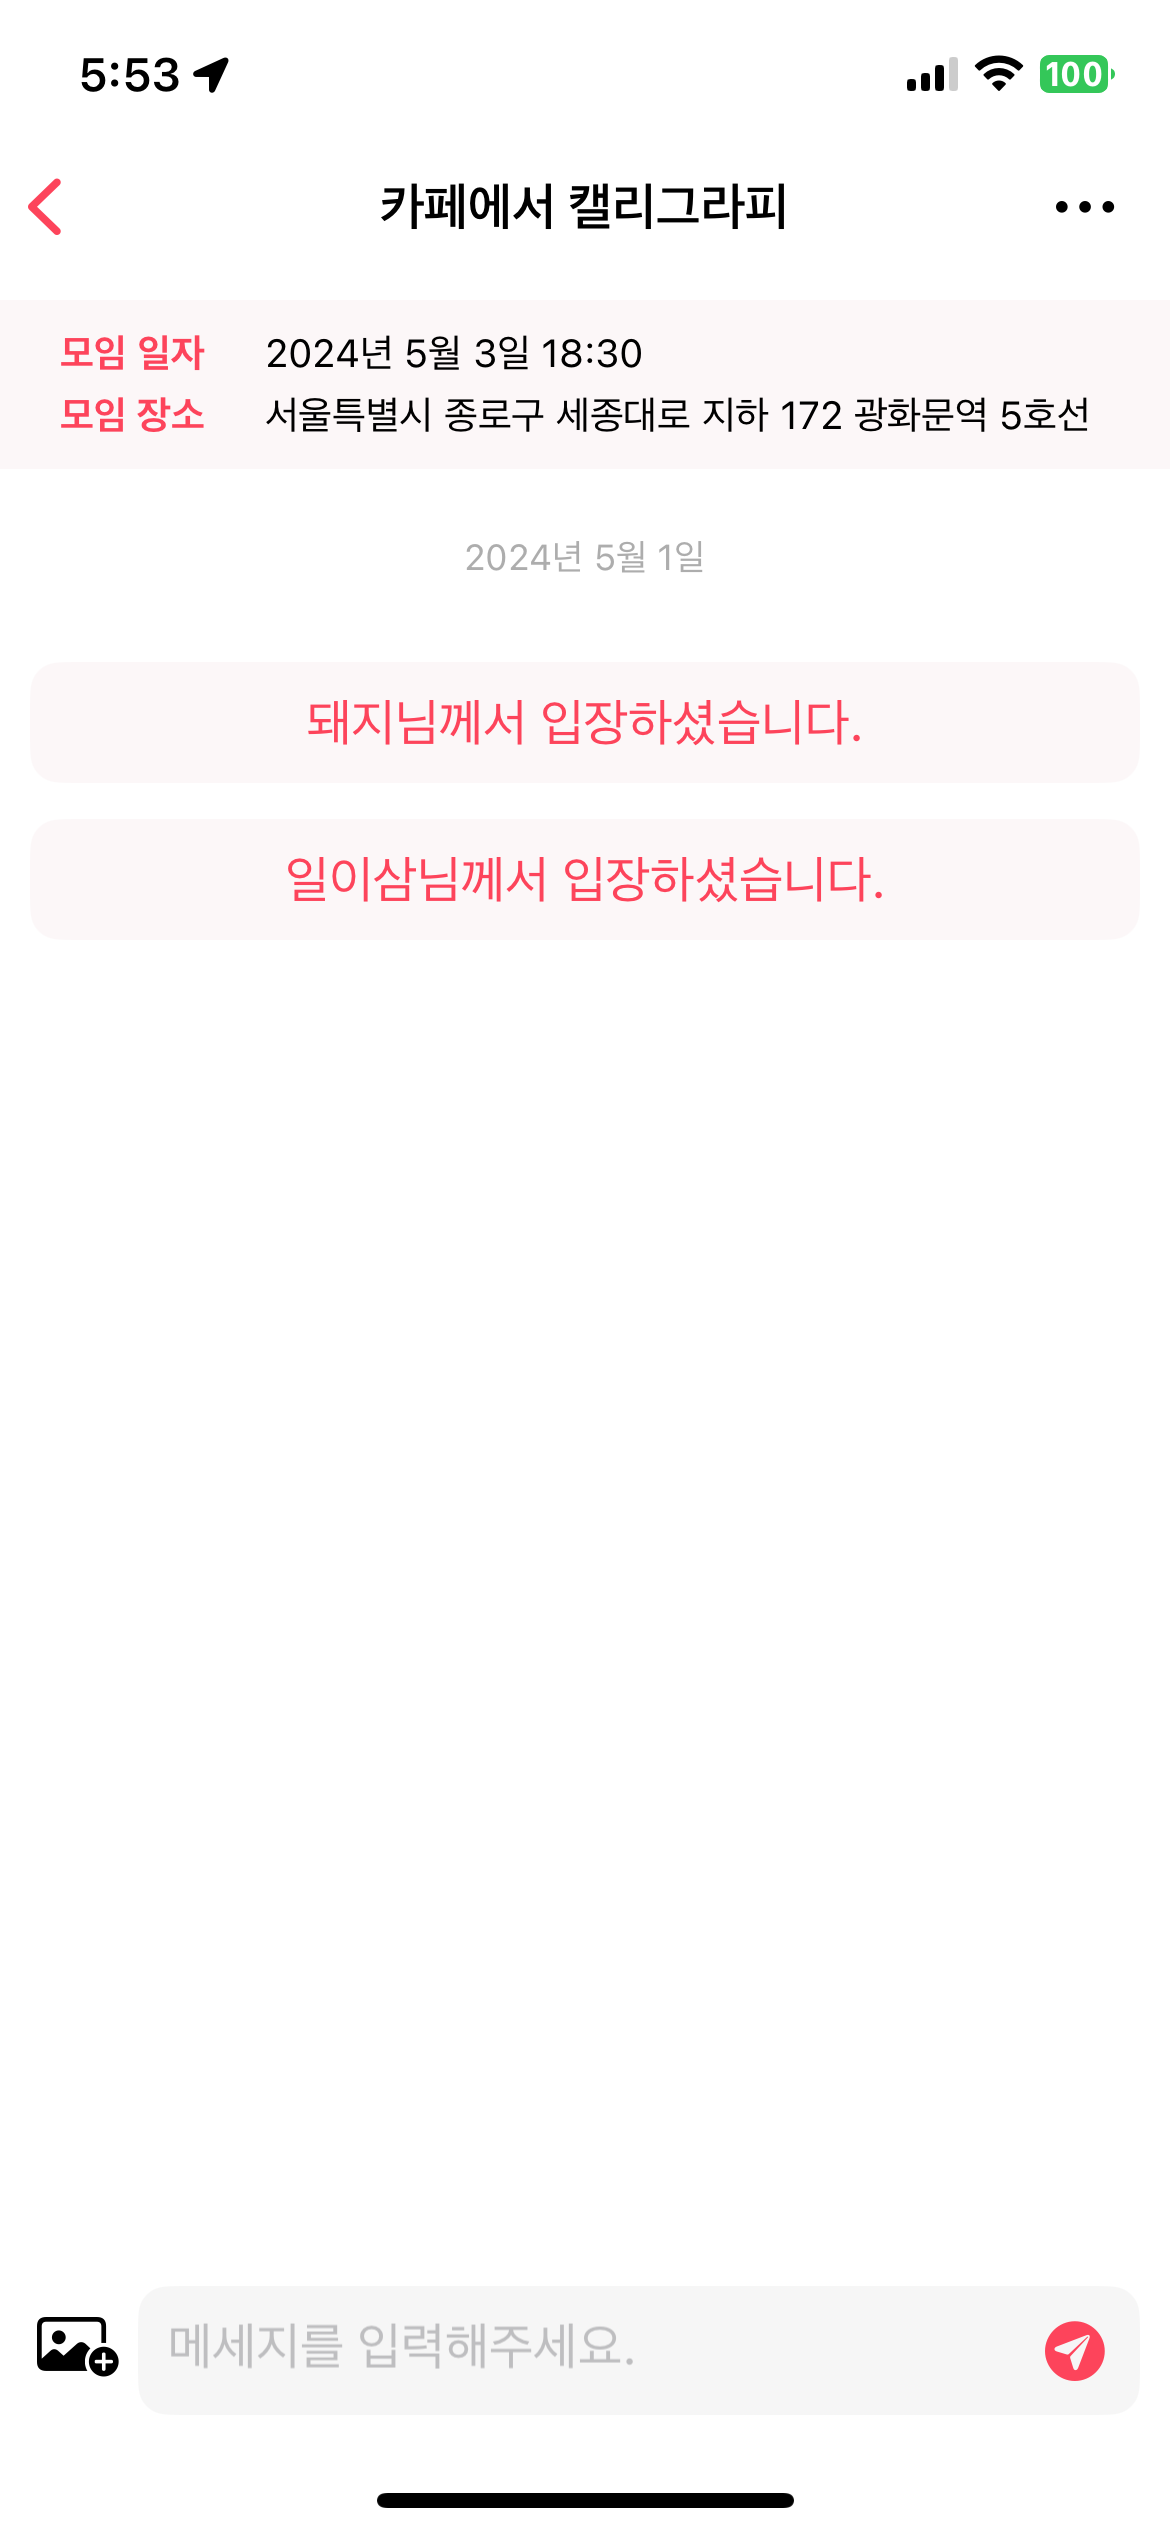 5:53
100
카페에서 캘리그라피
모임 일자 2024년 5월 3일 18:30
모임 장소 서울특별시 종로구 세종대로 지하 172 광화문역 5호선
2024년 5월 1일
돼지님께서 입장하셨습니다.
일이삼님께서 입장하셨습니다.
메세지를 입력해주세요.